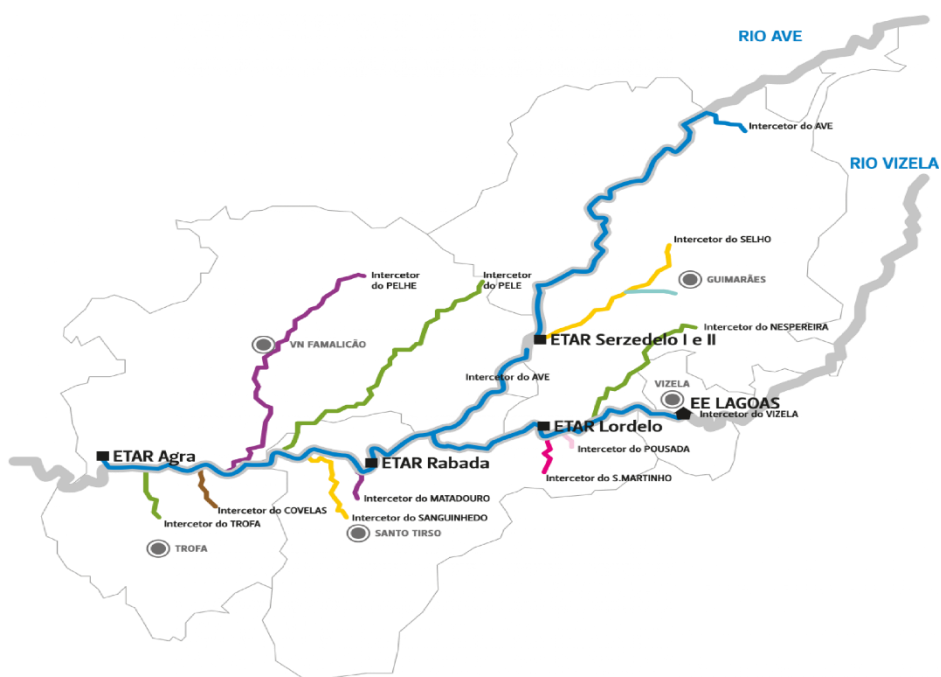 RIO AVE
Intercetor do AVE
RIO VIZELA
Intercetor do SELHO
Intercetor
do PELHE
Intercetor
do PELE
GUIMARÃES
Intercetor do NESPEREIRA
VN FAMALICÃO
ETAR Serzedelo I e II
Intercetor do AVE
VIZELA
EE LAGOAS
Intercetor do VIZELA
ETAR Lordelo
Intercetor do POUSADA
ETAR Agra
ETAR Rabada
Intercetor do S.MARTINHO
Intercetor do MATADOURO
Intercetor do COVELAS
Intercetor do SANGUINHEDO
Intercetor do TROFA
SANTO TIRSO
TROFA